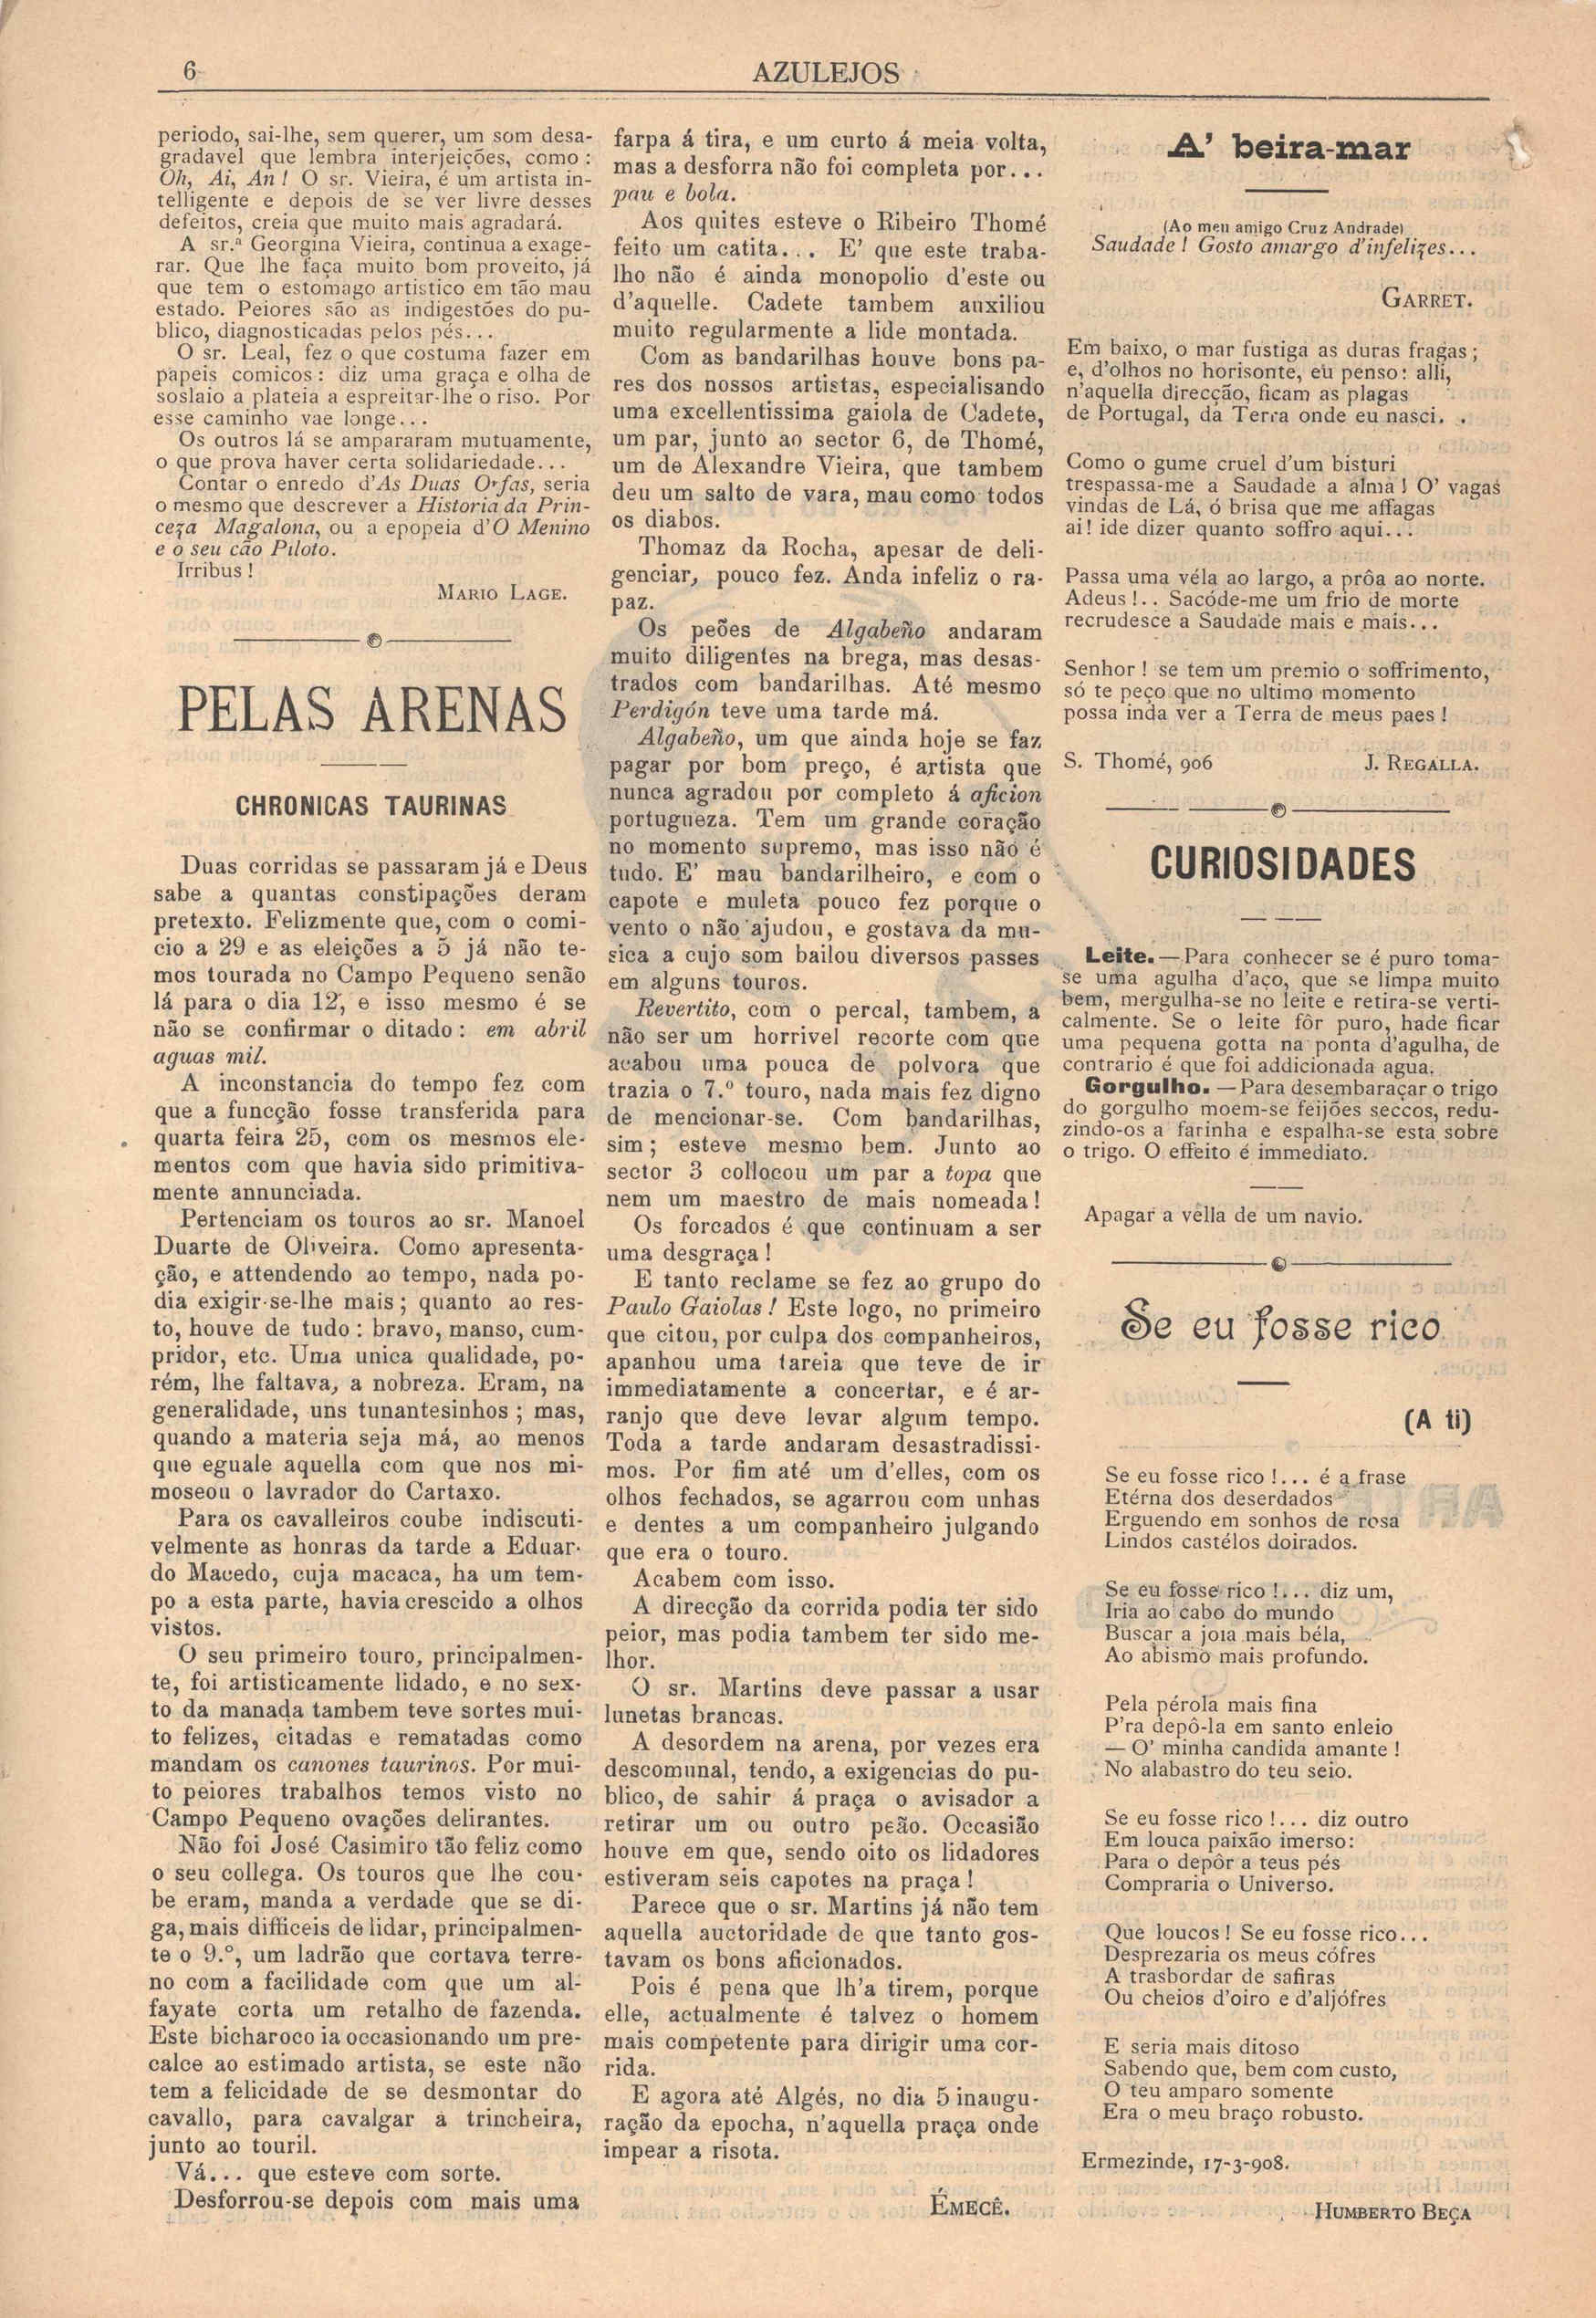 6
AZULEJOS
periodo, sai-lhe, sem querer, um som desa-
gradavel que lembra interjeições, como:
Oh, Ai, An! O sr. Vieira, é um artista in-
telligente e depois de se ver livre desses
defeitos, creia que muito mais agradará.
A sr.ª Georgina Vieira, continua a exage-
rar. Que lhe faça muito bom proveito, já
que tem o estomago artistico em tão mau
estado. Peiores são as indigestões do pu-
blico, diagnosticadas pelos pés...
O sr. Leal, fez o que costuma fazer em
papeis comicos: diz uma graça e olha de
soslaio a plateia a espreitar-lhe o riso. Por
esse caminho vae longe...
Os outros lá se ampararam mutuamente,
o que prova haver certa solidariedade...
Contar o enredo d'As Duas Orfas, seria
o mesmo que descrever a Historia da Prin-
ceza Magalona, ou a epopeia d'O Menino
e o seu cão Piloto.
Irribus!
MARIO LAGE.
PELAS ARENAS
CHRONICAS TAURINAS
Duas corridas se passaram já e Deus
sabe a quantas constipações deram
pretexto. Felizmente que, com o comi-
cio a 29 e as eleições a 5 já não te-
mos tourada no Campo Pequeno senão
lá para o dia 12, e isso mesmo é se
não se confirmar o ditado: em abril
aguas mil.
A inconstancia do tempo fez com
que a funcção fosse transferida para
quarta feira 25, com os mesmos ele-
mentos com que havia sido primitiva-
mente annunciada.
Pertenciam os touros ao sr. Manoel
Duarte de Oliveira. Como apresenta-
ção, e attendendo ao tempo, nada po-
dia exigir-se-lhe mais; quanto ao res-
to, houve de tudo: bravo, manso, cum-
pridor, etc. Uma unica qualidade, po-
rém, lhe faltava, a nobreza. Eram, na
generalidade, uns tunantesinhos; mas,
quando a materia seja má, ao menos
que eguale aquella com que nos mi-
moseou o lavrador do Cartaxo.
Para os cavalleiros coube indiscuti-
velmente as honras da tarde a Eduar-
do Macedo, cuja macaca, ha um tem-
po a esta parte, havia crescido a olhos
vistos.
O seu primeiro touro, principalmen-
te, foi artisticamente lidado, e no sex-
to da manada tambem teve sortes mui-
to felizes, citadas e rematadas como
mandam os canones taurinos. Por mui-
to peiores trabalhos temos visto no
Campo Pequeno ovações delirantes.
Não foi José Casimiro tão feliz como
o seu collega. Os touros que lhe cou-
be eram, manda a verdade que se di-
ga, mais difficeis de lidar, principalmen-
te o 9.º, um ladrão que cortava terre-
no com a facilidade com que um al-
fayate corta um retalho de fazenda.
Este bicharoco ia occasionando um pre-
calce ao estimado artista, se este não
tem a felicidade de se desmontar do
cavallo, para cavalgar a trincheira,
junto ao touril.
Vá... que esteve com sorte.
Desforrou-se depois com mais uma
farpa á tira, e um curto á meia volta,
mas a desforra não foi completa por...
pau e bola.
Aos quites esteve o Ribeiro Thomé
feito um catita... E' que este traba-
lho não é ainda monopolio d'este ou
d'aquelle. Cadete tambem auxiliou
muito regularmente a lide montada.
Com as bandarilhas houve bons pa-
res dos nossos artistas, especialisando
uma excellentissima gaiola de Cadete,
um par, junto ao sector 6, de Thomé,
um de Alexandre Vieira, que tambem
deu um salto de vara, mau como todos
os diabos.
Thomaz da Rocha, apesar de deli-
genciar, pouco fez. Anda infeliz o ra-
paz.
Os peões de Algabeño andaram
muito diligentes na brega, mas desas-
trados com bandarilhas. Até mesmo
Perdigón teve uma tarde má.
Algabeño, um que ainda hoje se faz
pagar por bom preço, é artista que
nunca agradou por completo á aficion
portugueza. Tem um grande coração
no momento supremo, mas isso não é
tudo. E' mau bandarilheiro, e com o
capote e muleta pouco fez porque o
vento o não ajudou, e gostava da mu-
sica a cujo som bailou diversos passes
em alguns touros.
Revertito, com o percal, tambem, a
não ser um horrivel recorte com que
acabou uma pouca de polvora que
trazia o 7.º touro, nada mais fez digno
de mencionar-se. Com bandarilhas,
sim; esteve mesmo bem. Junto ao
sector 3 collocou um par a topa que
nem um maestro de mais nomeada!
Os forcados é que continuam a ser
uma desgraça!
E tanto reclame se fez ao grupo do
Paulo Gaiolas! Este logo, no primeiro
que citou, por culpa dos companheiros,
apanhou uma tareia que teve de ir
immediatamente a concertar, e é ar-
ranjo que deve levar algum tempo.
Toda a tarde andaram desastradissi-
mos. Por fim até um d'elles, com os
olhos fechados, se agarrou com unhas
e dentes a um companheiro julgando
que era o touro.
Acabem com isso.
A direcção da corrida podia ter sido
peior, mas podia tambem ter sido me-
lhor.
O sr. Martins deve passar a usar
lunetas brancas.
A desordem na arena, por vezes era
descomunal, tendo, a exigencias do pu-
blico, de sahir á praça o avisador a
retirar um ou outro peão. Occasião
houve em que, sendo oito os lidadores
estiveram seis capotes na praça!
Parece que o sr. Martins já não tem
aquella auctoridade de que tanto gos-
tavam os bons aficionados.
Pois é pena que lh'a tirem, porque
elle, actualmente é talvez o homem
mais competente para dirigir uma cor-
rida.
E agora até Algés, no dia 5 inaugu-
ração da epocha, n'aquella praça onde
impear a risota.
ÉMECÊ.
A' beira-mar
(Ao meu amigo Cruz Andrade)
Saudade! Gosto amargo d'infelizes...
GARRET.
Em baixo, o mar fustiga as duras fragas;
e, d'olhos no horisonte, eu penso: alli,
n'aquella direcção, ficam as plagas
de Portugal, da Terra onde eu nasci. .
Como o gume cruel d'um bisturi
trespassa-me a Saudade a alma! O' vagas
vindas de Lá, ó brisa que me affagas
ai! ide dizer quanto soffro aqui...
Passa uma véla ao largo, a prôa ao norte.
Adeus!.. Sacóde-me um frio de morte
recrudesce a Saudade mais e mais...
Senhor! se tem um premio o soffrimento,
só te peço que no ultimo momento
possa inda ver a Terra de meus paes!
S. Thomé, 906
J. REGALLA.
CURIOSIDADES
Leite.—Para conhecer se é puro toma-
se uma agulha d'aço, que se limpa muito
bem, mergulha-se no leite e retira-se verti-
calmente. Se o leite fôr puro, hade ficar
uma pequena gotta na ponta d'agulha, de
contrario é que foi addicionada agua.
Gorgulho.—Para desembaraçar o trigo
do gorgulho moem-se feijões seccos, redu-
zindo-os a farinha e espalha-se esta sobre
o trigo. O effeito é immediato.
Apagar a vélla de um navio.
Se eu fosse rico
(A ti)
Se eu fosse rico!... é a frase
Etérna dos deserdados
Erguendo em sonhos de rosa
Lindos castélos doirados.
Se eu fosse rico!... diz um,
Iria ao cabo do mundo
Buscar a joia mais béla,
Ao abismo mais profundo.
Pela pérola mais fina
P'ra depô-la em santo enleio
— O' minha candida amante!
No alabastro do teu seio.
Se eu fosse rico!... diz outro
Em louca paixão imerso:
Para o depôr a teus pés
Compraria o Universo.
Que loucos! Se eu fosse rico...
Desprezaria os meus cófres
A trasbordar de safiras
Ou cheios d'oiro e d'aljófres
E seria mais ditoso
Sabendo que, bem com custo,
O teu amparo somente
Era o meu braço robusto.
Ermezinde, 17-3-908.
HUMBERTO BEÇA